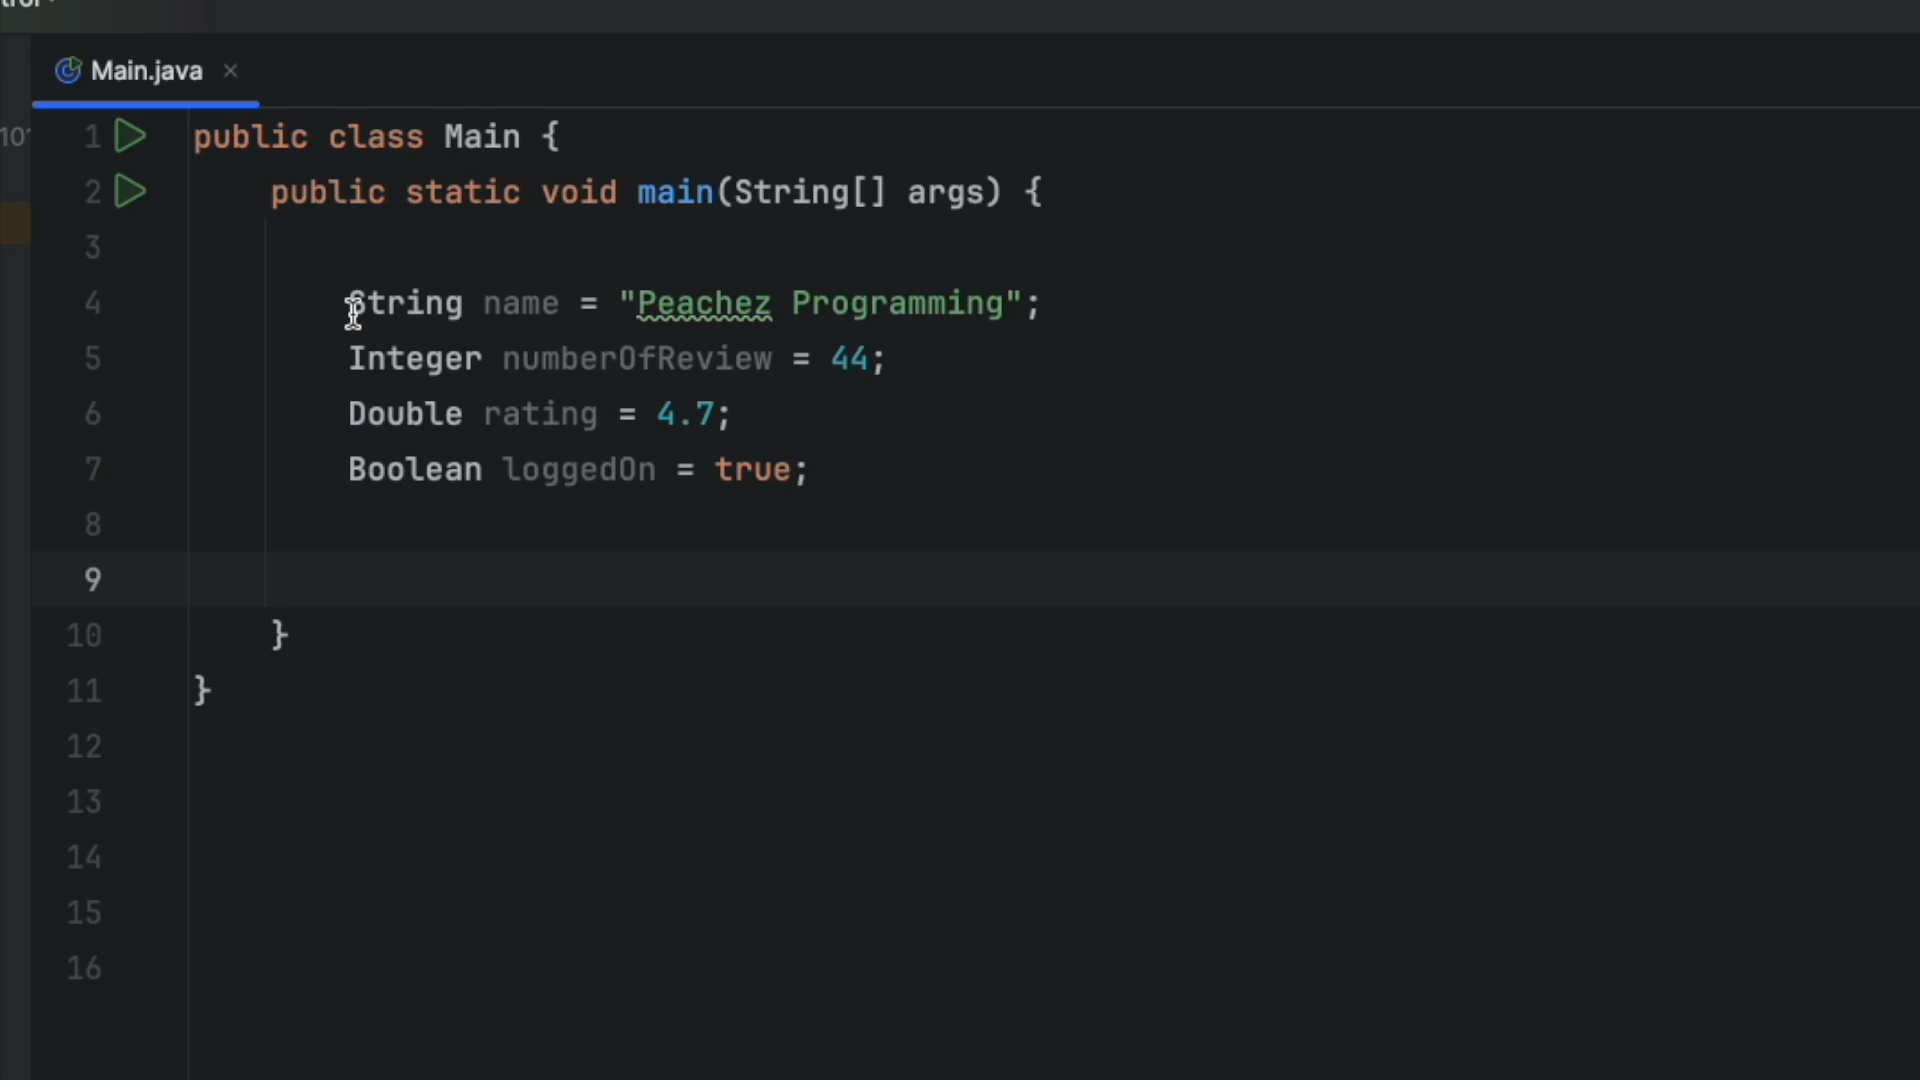 Main.java
1 public class Main {
2 public static void main(String[] args) {
3
4 String name = "Peachez Programming";
5 Integer numberOfReview = 44;
6 Double rating = 4.7;
7 Boolean loggedOn = true;
8
9
10 }
11 }
12
13
14
15
16